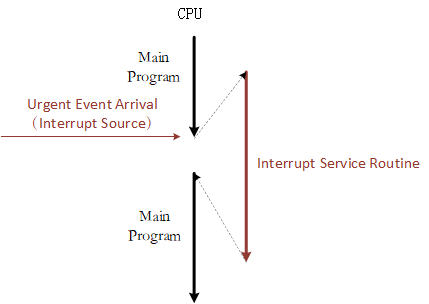 CPU
Main
Program
Urgent Event Arrival
（Interrupt Source）
Interrupt Service Routine
Main
Program